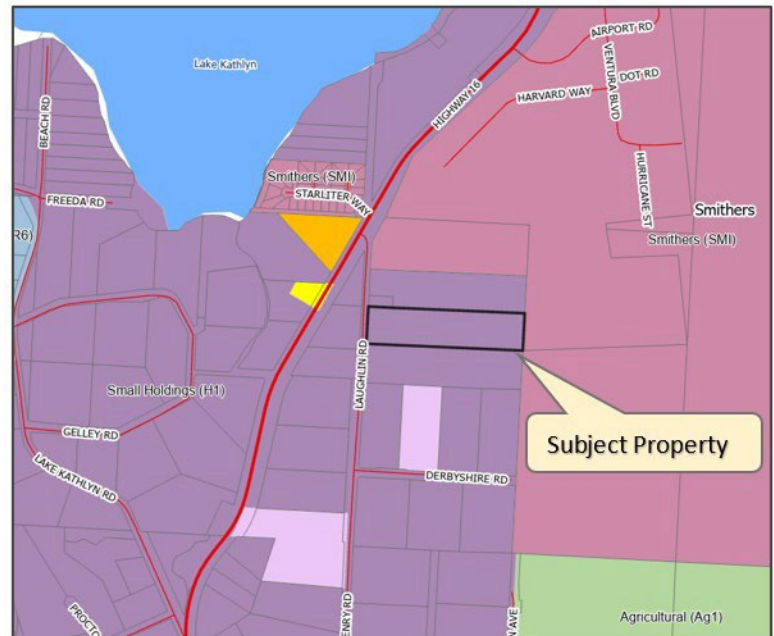 Lake Kathlyn
AIRPORT RD
VENTURA BLVD
DOT RD
HARVARD WAY
HIGHWAY 16
BEACH RD
HURRICANE ST
Smithers (SMI)
STARLITER WAY
FREEDA RD
Smithers
R6)
Smithers (SMI)
LAUGHLIN RD
Small Holdings (H1)
GELLEY RD
Subject Property
LAKE KATHLYN RD
DERBYSHIRE RD
PROCTO
ENRY RD
N AVE
Agricultural (Ag1)